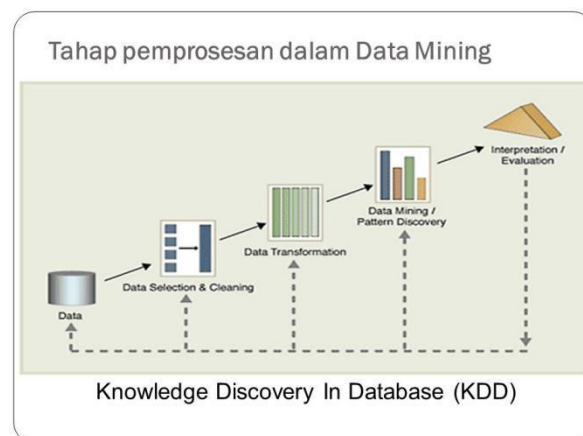 Tahap pemprosesan dalam Data Mining
Interpretation /
Evaluation
Data Mining /
Pattern Discovery
Data Transformation
Data Selection & Cleaning
Data
Knowledge Discovery In Database (KDD)